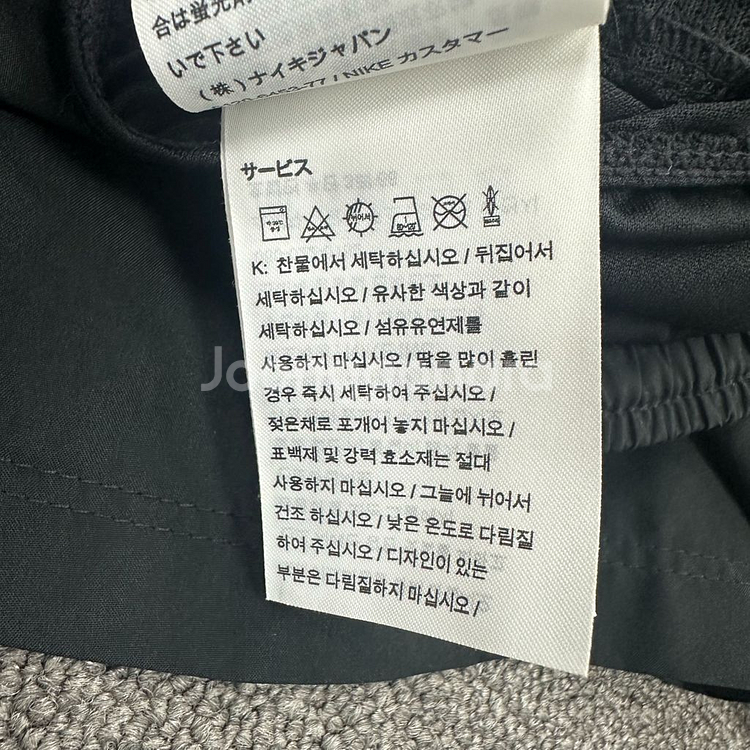 合は蛍光剤
いで下さい
(株)ナイキジャパン
0120-6453-77 / NIKE カスタマー
サービス
K: 찬물에서 세탁하십시오 / 뒤집어서
세탁하십시오 / 유사한 색상과 같이
세탁하십시오 / 섬유유연제를
사용하지 마십시오 / 땀을 많이 흘린
경우 즉시 세탁하여 주십시오 /
젖은채로 포개어 놓지 마십시오 /
표백제 및 강력 효소제는 절대
사용하지 마십시오 / 그늘에 뉘어서
건조 하십시오 / 낮은 온도로 다림질
하여 주십시오 / 디자인이 있는
부분은 다림질하지 마십시오 /